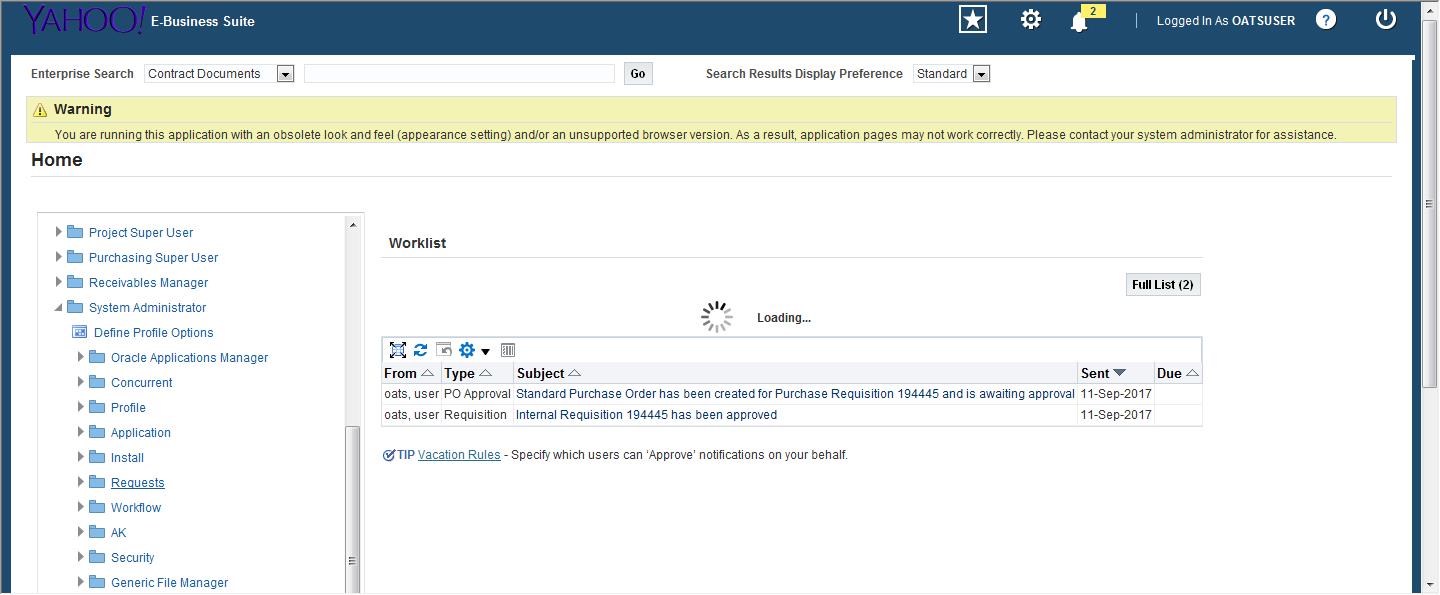 YAHOO! E-Business Suite
2
Logged In As OATSUSER
?
Enterprise Search Contract Documents Go Search Results Display Preference Standard
Warning
You are running this application with an obsolete look and feel (appearance setting) and/or an unsupported browser version. As a result, application pages may not work correctly. Please contact your system administrator for assistance.
Home
Project Super User
Purchasing Super User
Receivables Manager
System Administrator
Define Profile Options
Oracle Applications Manager
Concurrent
Profile
Application
Install
Requests
Workflow
AK
Security
Generic File Manager
Worklist
Full List (2)
Loading...
From Type Subject Sent Due
oats, user PO Approval Standard Purchase Order has been created for Purchase Requisition 194445 and is awaiting approval 11-Sep-2017
oats, user Requisition Internal Requisition 194445 has been approved 11-Sep-2017
TIP Vacation Rules - Specify which users can ‘Approve’ notifications on your behalf.